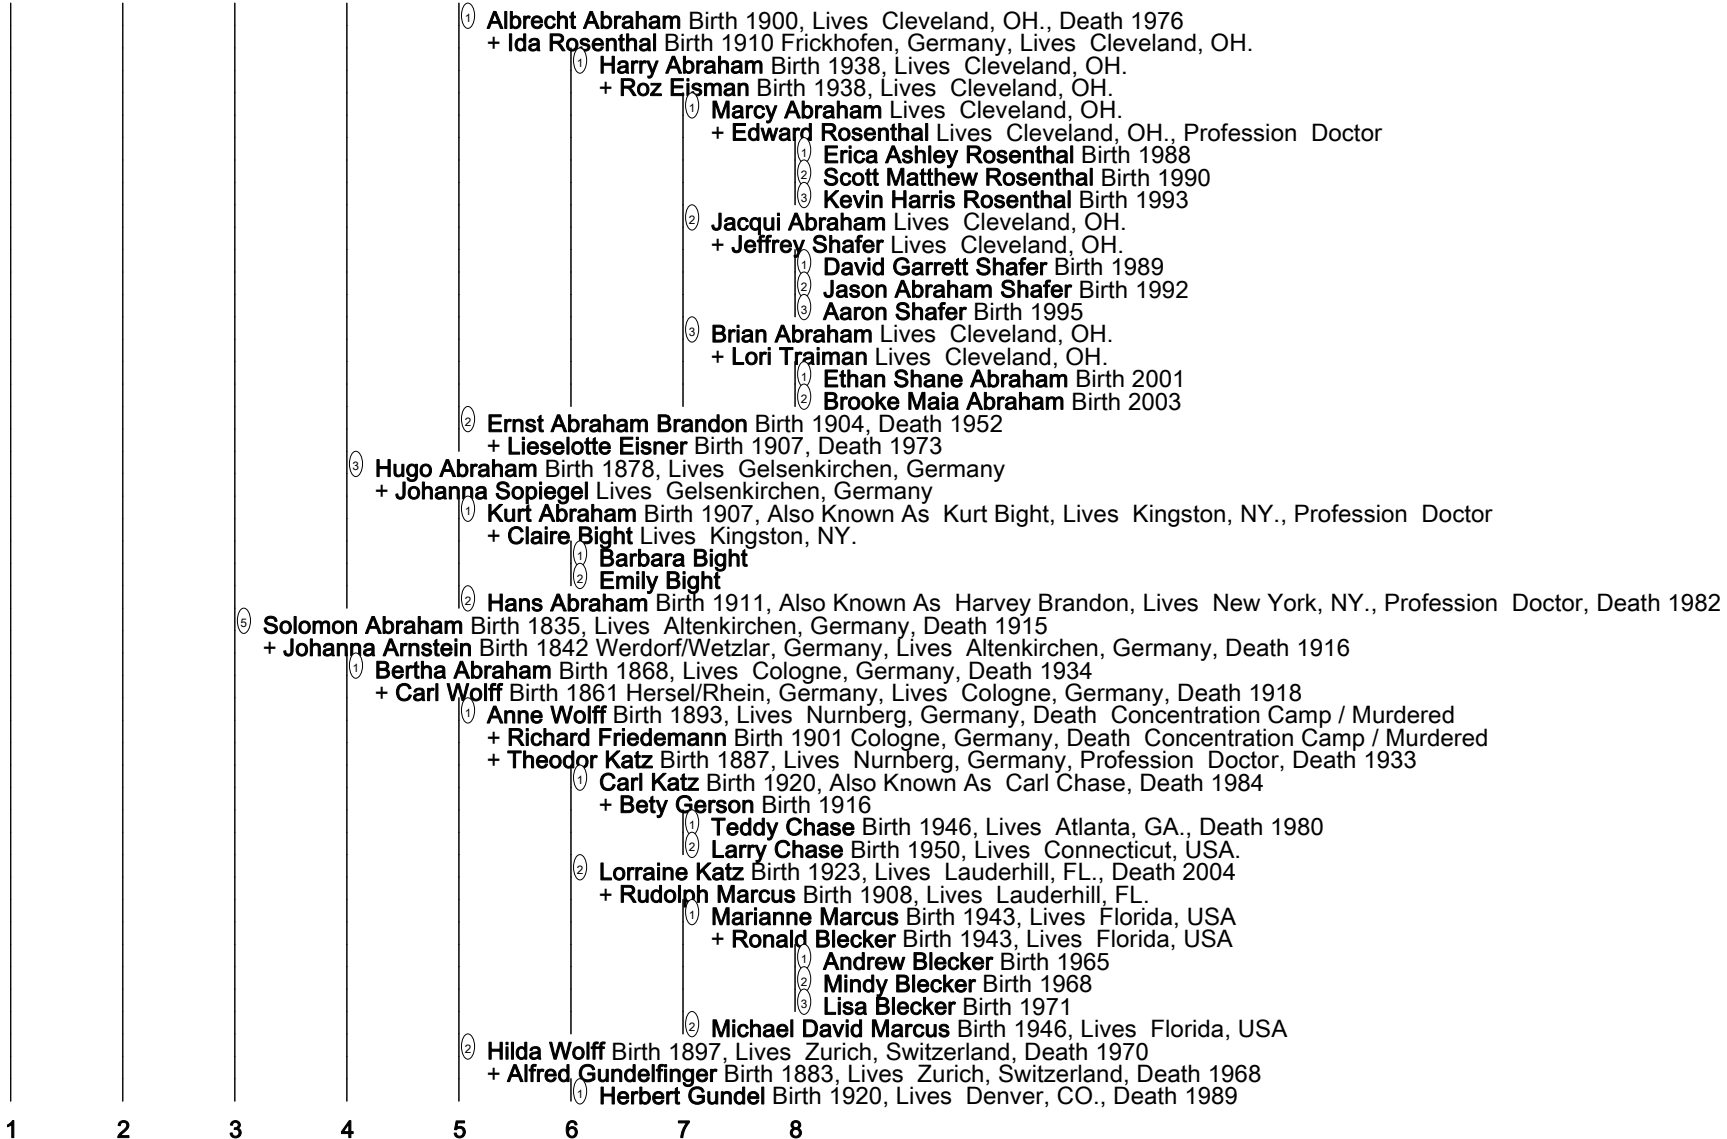 1 Albrecht Abraham Birth 1900, Lives  Cleveland, OH., Death 1976
+ Ida Rosenthal Birth 1910 Frickhofen, Germany, Lives  Cleveland, OH.
1 Harry Abraham Birth 1938, Lives  Cleveland, OH.
+ Roz Eisman Birth 1938, Lives  Cleveland, OH.
1 Marcy Abraham Lives  Cleveland, OH.
+ Edward Rosenthal Lives  Cleveland, OH., Profession  Doctor
1 Erica Ashley Rosenthal Birth 1988
2 Scott Matthew Rosenthal Birth 1990
3 Kevin Harris Rosenthal Birth 1993
2 Jacqui Abraham Lives  Cleveland, OH.
+ Jeffrey Shafer Lives  Cleveland, OH.
1 David Garrett Shafer Birth 1989
2 Jason Abraham Shafer Birth 1992
3 Aaron Shafer Birth 1995
3 Brian Abraham Lives  Cleveland, OH.
+ Lori Traiman Lives  Cleveland, OH.
1 Ethan Shane Abraham Birth 2001
2 Brooke Maia Abraham Birth 2003
2 Ernst Abraham Brandon Birth 1904, Death 1952
+ Lieselotte Eisner Birth 1907, Death 1973
3 Hugo Abraham Birth 1878, Lives  Gelsenkirchen, Germany
+ Johanna Sopiegel Lives  Gelsenkirchen, Germany
1 Kurt Abraham Birth 1907, Also Known As  Kurt Bight, Lives  Kingston, NY., Profession  Doctor
+ Claire Bight Lives  Kingston, NY.
1 Barbara Bight
2 Emily Bight
2 Hans Abraham Birth 1911, Also Known As  Harvey Brandon, Lives  New York, NY., Profession  Doctor, Death 1982
5 Solomon Abraham Birth 1835, Lives  Altenkirchen, Germany, Death 1915
+ Johanna Arnstein Birth 1842 Werdorf/Wetzlar, Germany, Lives  Altenkirchen, Germany, Death 1916
1 Bertha Abraham Birth 1868, Lives  Cologne, Germany, Death 1934
+ Carl Wolff Birth 1861 Hersel/Rhein, Germany, Lives  Cologne, Germany, Death 1918
1 Anne Wolff Birth 1893, Lives  Nurnberg, Germany, Death  Concentration Camp / Murdered
+ Richard Friedemann Birth 1901 Cologne, Germany, Death  Concentration Camp / Murdered
+ Theodor Katz Birth 1887, Lives  Nurnberg, Germany, Profession  Doctor, Death 1933
1 Carl Katz Birth 1920, Also Known As  Carl Chase, Death 1984
+ Bety Gerson Birth 1916
1 Teddy Chase Birth 1946, Lives  Atlanta, GA., Death 1980
2 Larry Chase Birth 1950, Lives  Connecticut, USA.
2 Lorraine Katz Birth 1923, Lives  Lauderhill, FL., Death 2004
+ Rudolph Marcus Birth 1908, Lives  Lauderhill, FL.
1 Marianne Marcus Birth 1943, Lives  Florida, USA
+ Ronald Blecker Birth 1943, Lives  Florida, USA
1 Andrew Blecker Birth 1965
2 Mindy Blecker Birth 1968
3 Lisa Blecker Birth 1971
2 Michael David Marcus Birth 1946, Lives  Florida, USA
2 Hilda Wolff Birth 1897, Lives  Zurich, Switzerland, Death 1970
+ Alfred Gundelfinger Birth 1883, Lives  Zurich, Switzerland, Death 1968
1 Herbert Gundel Birth 1920, Lives  Denver, CO., Death 1989
1 2 3 4 5 6 7 8